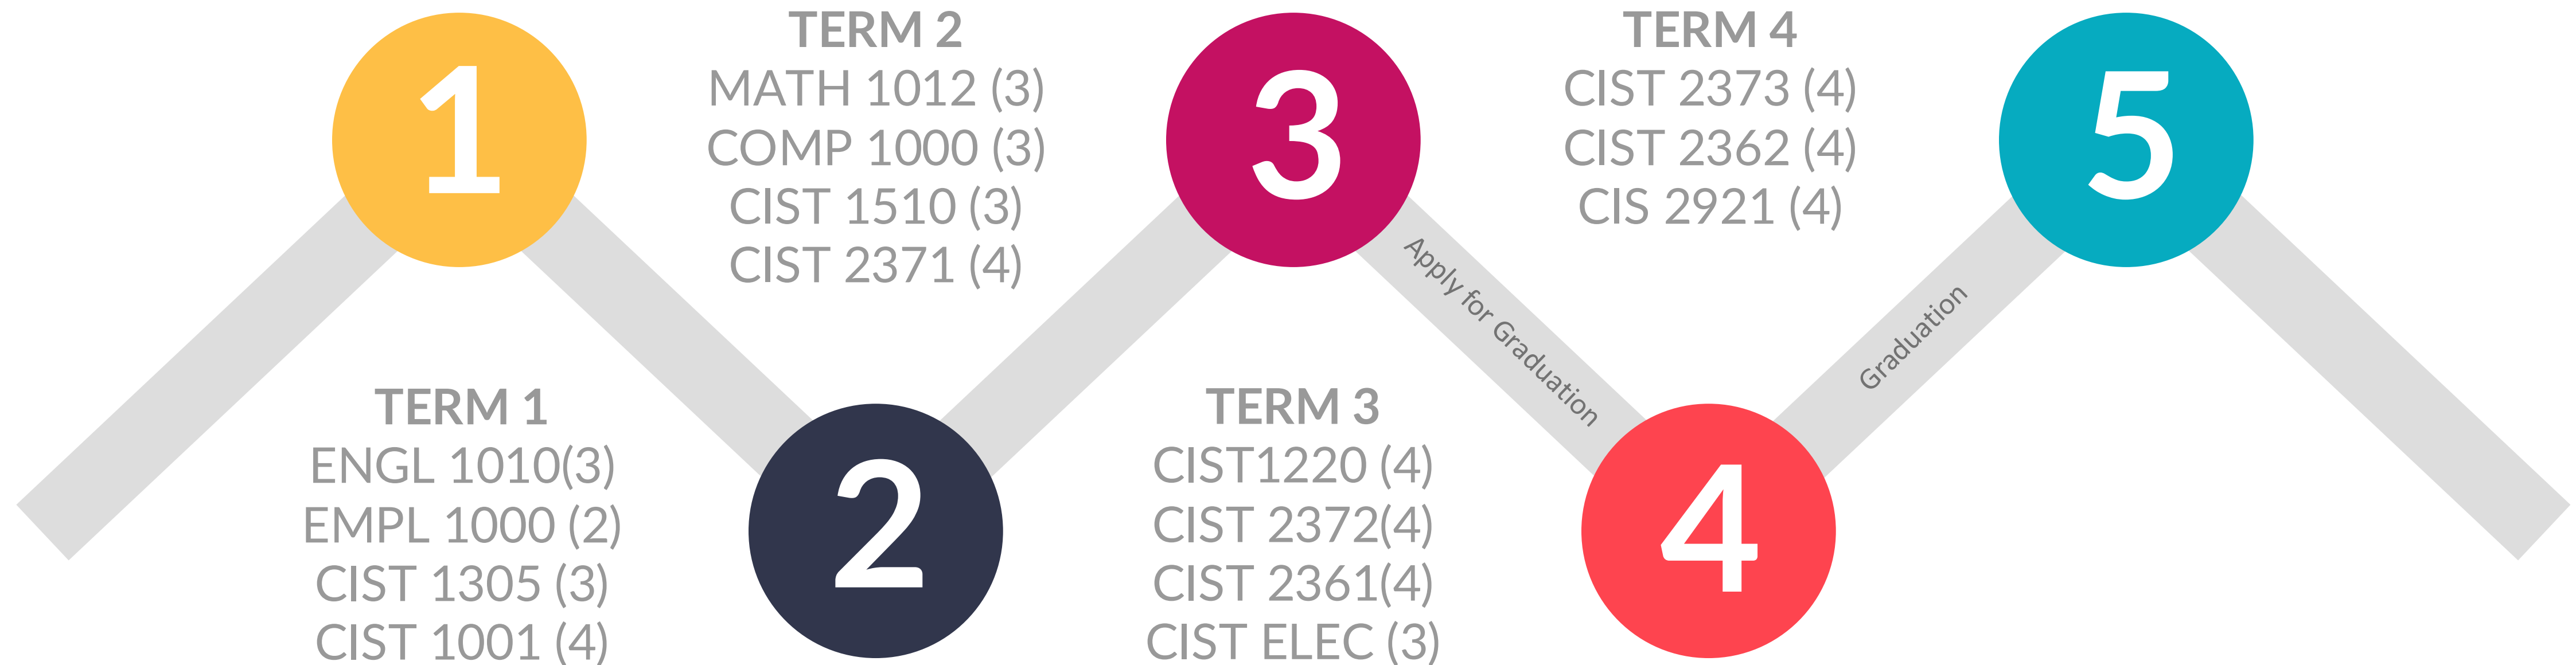 1
TERM 1
ENGL 1010(3)
EMPL 1000 (2)
CIST 1305 (3)
CIST 1001 (4)
TERM 2
MATH 1012 (3)
COMP 1000 (3)
CIST 1510 (3)
CIST 2371 (4)
2
3
TERM 3
CIST1220 (4)
CIST 2372(4)
CIST 2361(4)
CIST ELEC (3)
Apply for Graduation
TERM 4
CIST 2373 (4)
CIST 2362 (4)
CIS 2921 (4)
4
Graduation
5